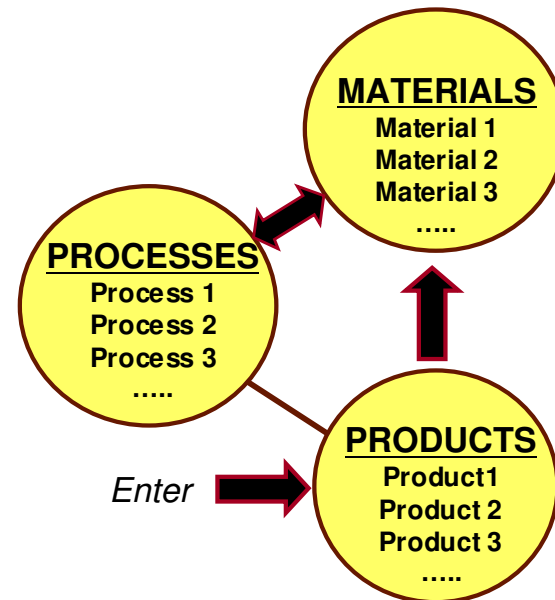 MATERIALS
Material 1
Material 2
Material 3
.....
PROCESSES
Process 1
Process 2
Process 3
.....
PRODUCTS
Product1
Product 2
Product 3
.....
Enter